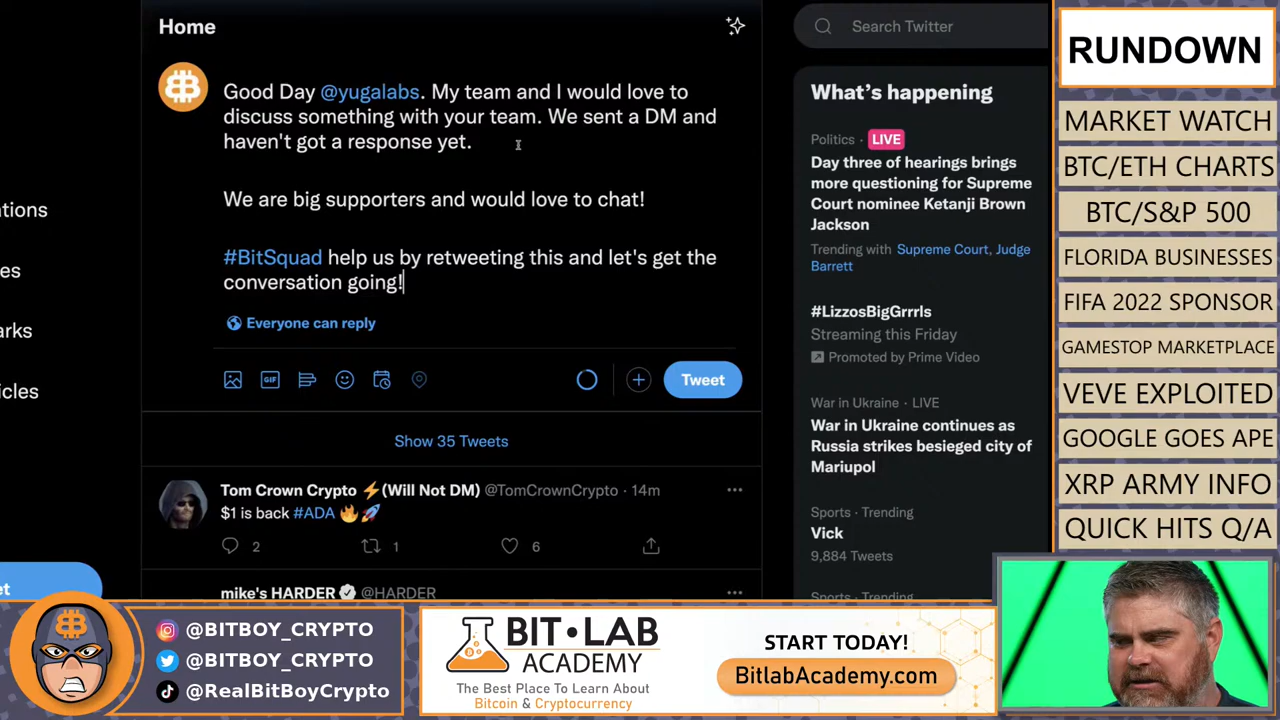 Home
Good Day @yugalabs. My team and I would love to
discuss something with your team. We sent a DM and
haven't got a response yet.
We are big supporters and would love to chat!
#BitSquad help us by retweeting this and let's get the
conversation going!
Everyone can reply
GIF
Tweet
Show 35 Tweets
Tom Crown Crypto ⚡(Will Not DM) @TomCrownCrypto · 14m
$1 is back #ADA 🔥🚀
2
1
6
mike's HARDER @HARDER
Search Twitter
What's happening
Politics · LIVE
Day three of hearings brings
more questioning for Supreme
Court nominee Ketanji Brown
Jackson
Trending with Supreme Court, Judge
Barrett
#LizzosBigGrrrls
Streaming this Friday
Promoted by Prime Video
War in Ukraine · LIVE
War in Ukraine continues as
Russia strikes besieged city of
Mariupol
Sports · Trending
Vick
9,884 Tweets
Sports · Trending
RUNDOWN
MARKET WATCH
BTC/ETH CHARTS
BTC/S&P 500
FLORIDA BUSINESSES
FIFA 2022 SPONSOR
GAMESTOP MARKETPLACE
VEVE EXPLOITED
GOOGLE GOES APE
XRP ARMY INFO
QUICK HITS Q/A
@BITBOY_CRYPTO
@BITBOY_CRYPTO
@RealBitBoyCrypto
BIT•LAB
ACADEMY
The Best Place To Learn About
Bitcoin & Cryptocurrency
START TODAY!
BitlabAcademy.com